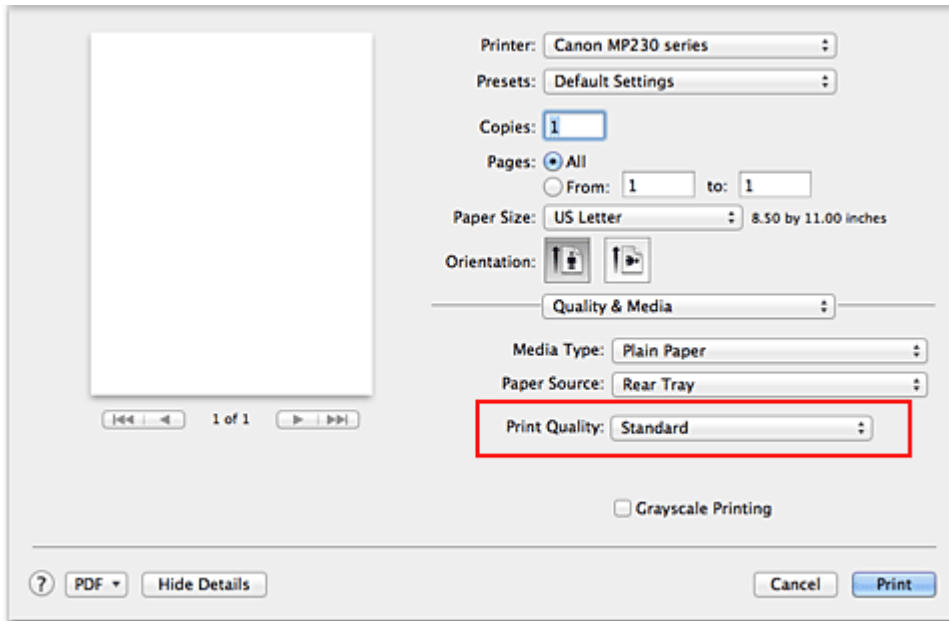 Printer: Canon MP230 series
Presets: Default Settings
Copies: 1
Pages: All
From: 1 to: 1
Paper Size: US Letter 8.50 by 11.00 inches
Orientation:
Quality & Media
Media Type: Plain Paper
Paper Source: Rear Tray
1 of 1
Print Quality: Standard
Grayscale Printing
? PDF Hide Details Cancel Print